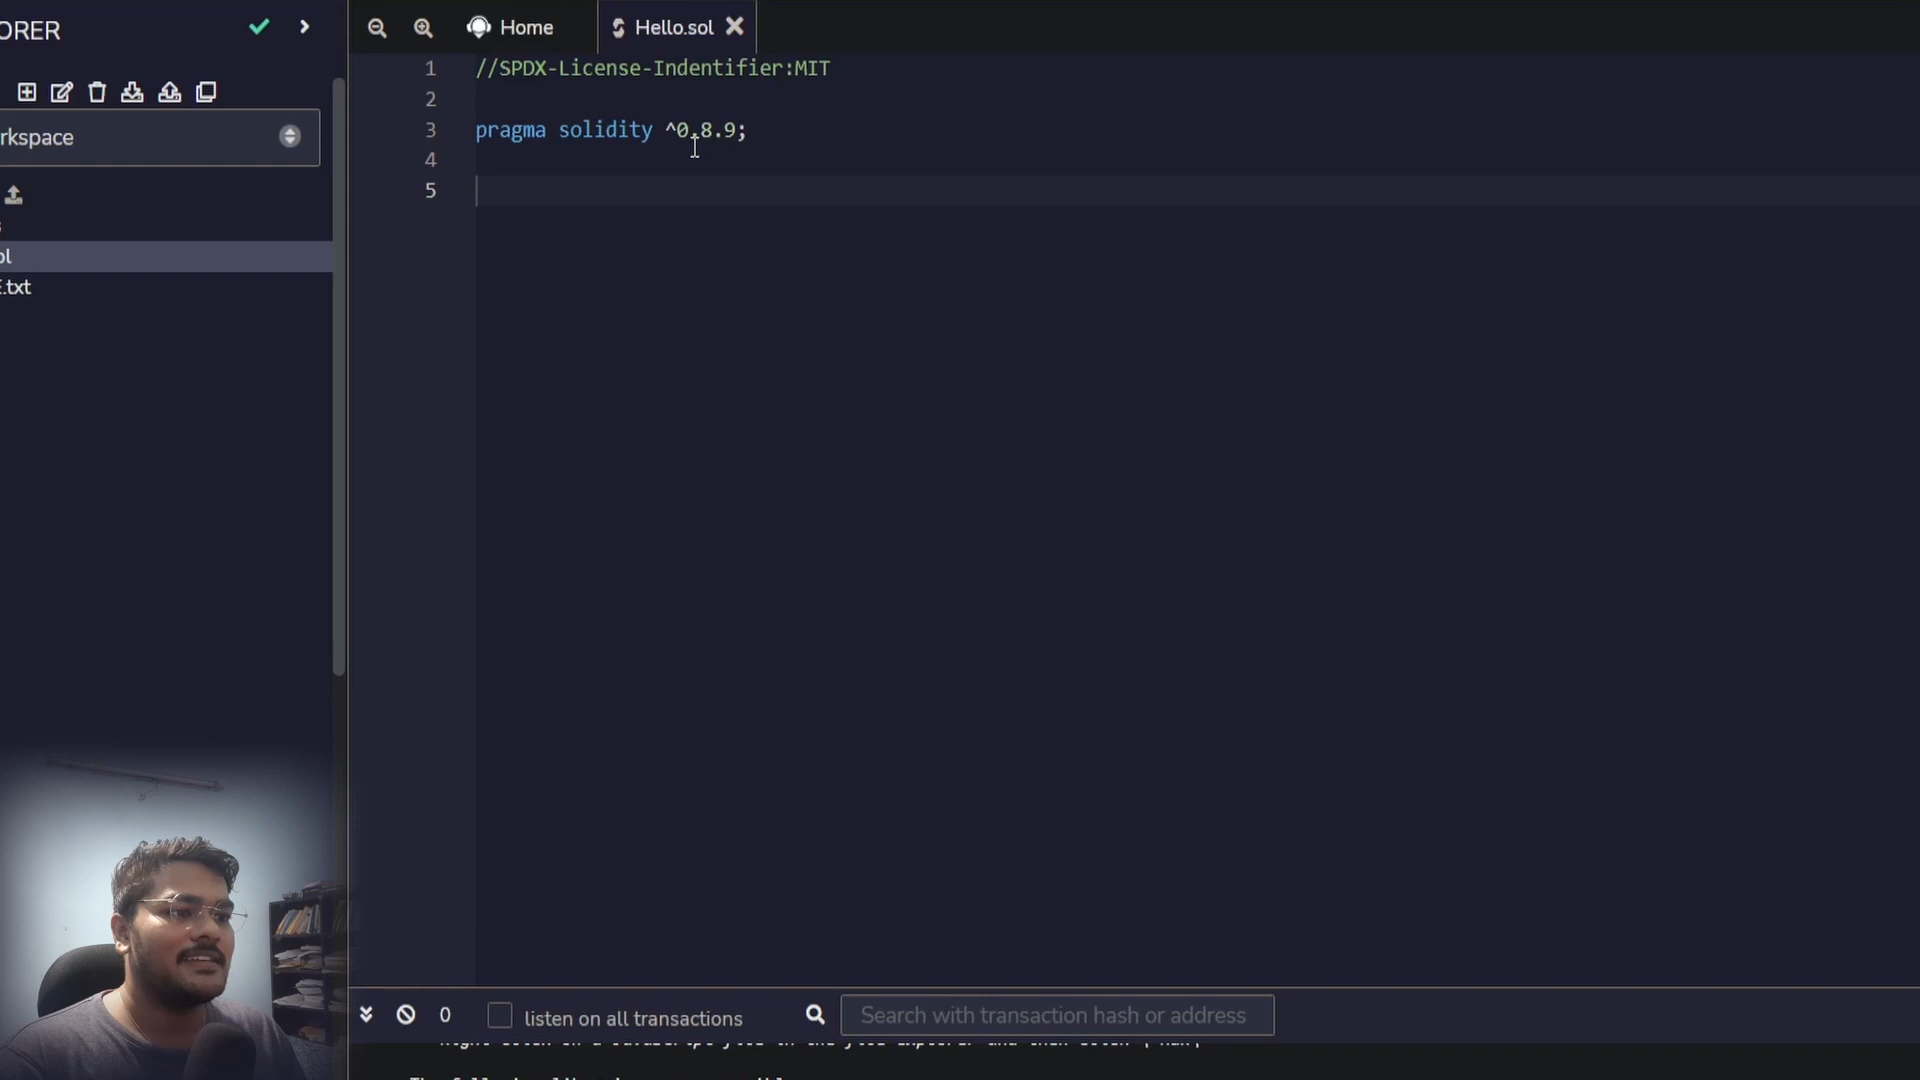 ORER
Home
Hello.sol
1 //SPDX-License-Indentifier:MIT
2
3 pragma solidity ^0.8.9;
4
5
rkspace
ol
E.txt
0
listen on all transactions
Search with transaction hash or address